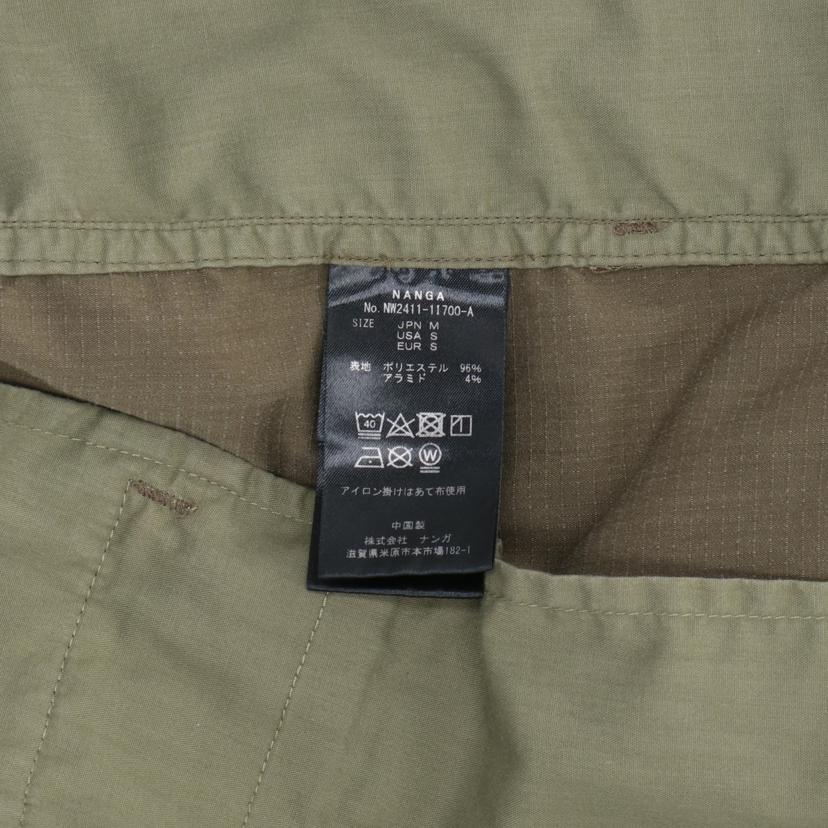 NANGA
No. NW2411-1I700-A
SIZE JPN M
USA S
EUR S
表地 ポリエステル 96%
アラミド 4%
40
W
アイロン掛けはあて布使用
中国製
株式会社 ナンガ
滋賀県米原市本市場182-1